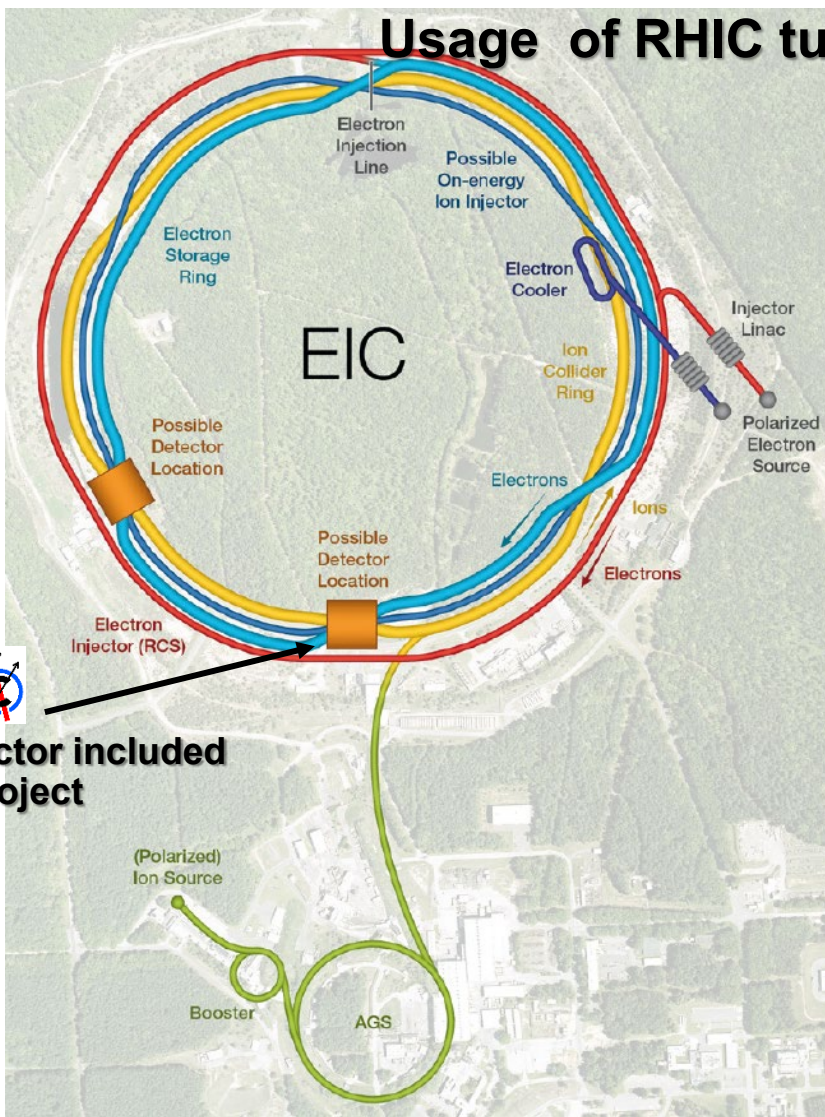 Usage of RHIC tu
Electron
Injection
Line
Possible
On-energy
Ion Injector
Electron
Storage
Ring
Electron
Cooler
Injector
Linac
EIC
Ion
Collider
Ring
Possible
Detector
Location
Polarized
Electron
Source
Electrons
Ions
Possible
Detector
Location
Electrons
Electron
Injector (RCS)
ctor included
oject
(Polarized)
Ion Source
Booster
AGS